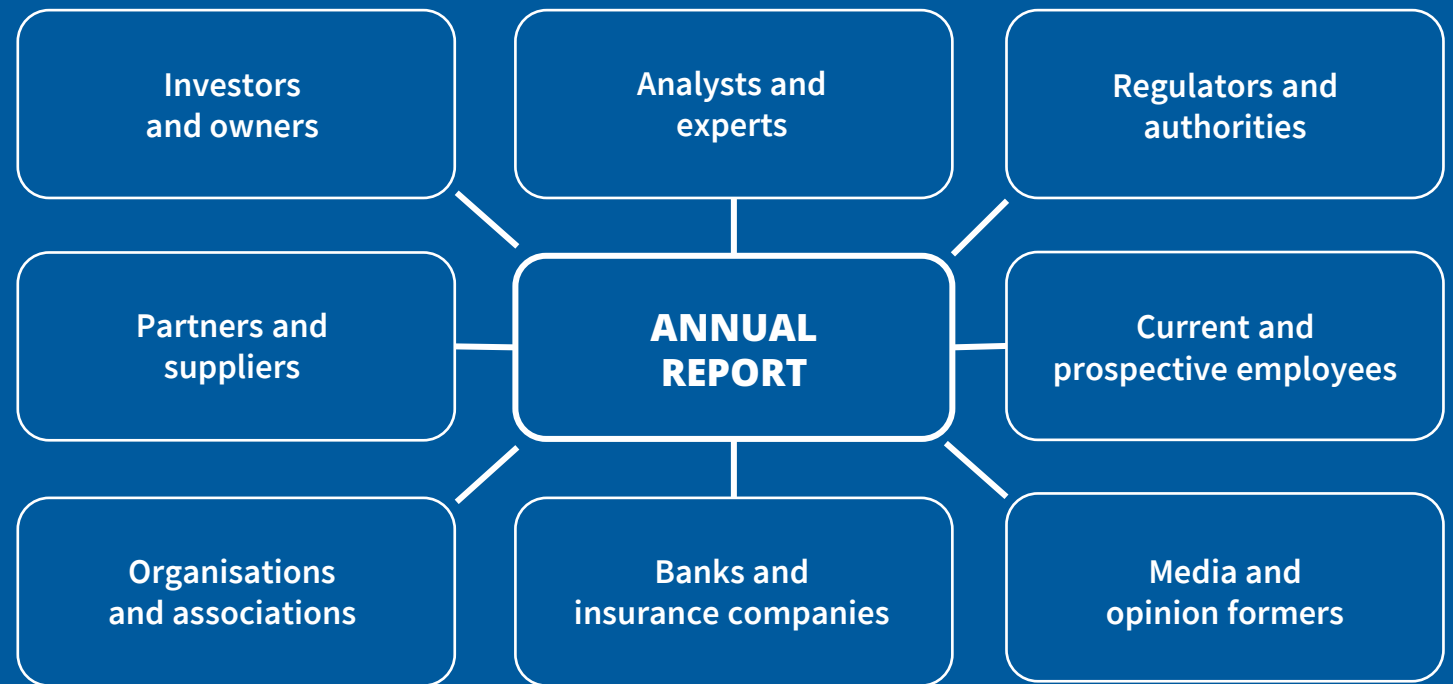 Investors
and owners
Analysts and
experts
Regulators and
authorities
Partners and
suppliers
ANNUAL
REPORT
Current and
prospective employees
Organisations
and associations
Banks and
insurance companies
Media and
opinion formers